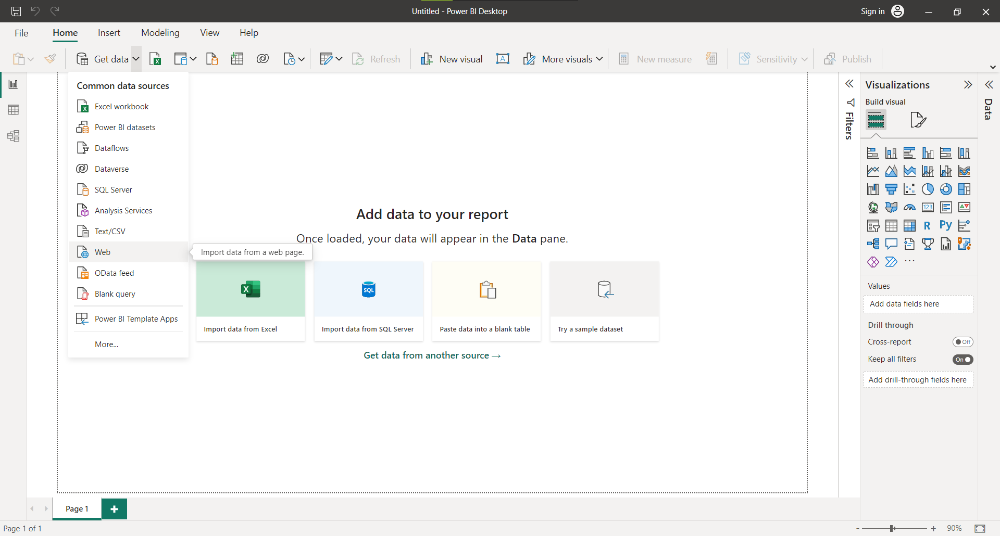 Untitled - Power BI Desktop
Sign in
File
Home
Insert
Modeling
View
Help
Get data
Refresh
New visual
More visuals
New measure
Sensitivity
Publish
Common data sources
Excel workbook
Power BI datasets
Dataflows
Dataverse
SQL Server
Analysis Services
Text/CSV
Web
OData feed
Blank query
Power BI Template Apps
More...
Import data from a web page.
Add data to your report
Once loaded, your data will appear in the Data pane.
SQL
Import data from Excel
Import data from SQL Server
Paste data into a blank table
Try a sample dataset
Get data from another source →
Filters
Visualizations
Build visual
123
R
Py
...
Values
Add data fields here
Drill through
Cross-report
Off
Keep all filters
On
Add drill-through fields here
Data
Page 1
+
Page 1 of 1
-
+
90%